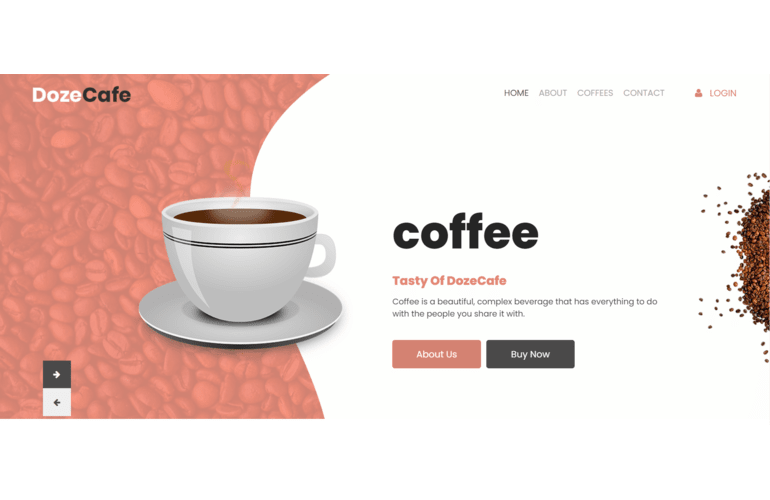 DozeCafe
HOME ABOUT COFFEES CONTACT LOGIN
coffee
Tasty Of DozeCafe
Coffee is a beautiful, complex beverage that has everything to do
with the people you share it with.
About Us Buy Now